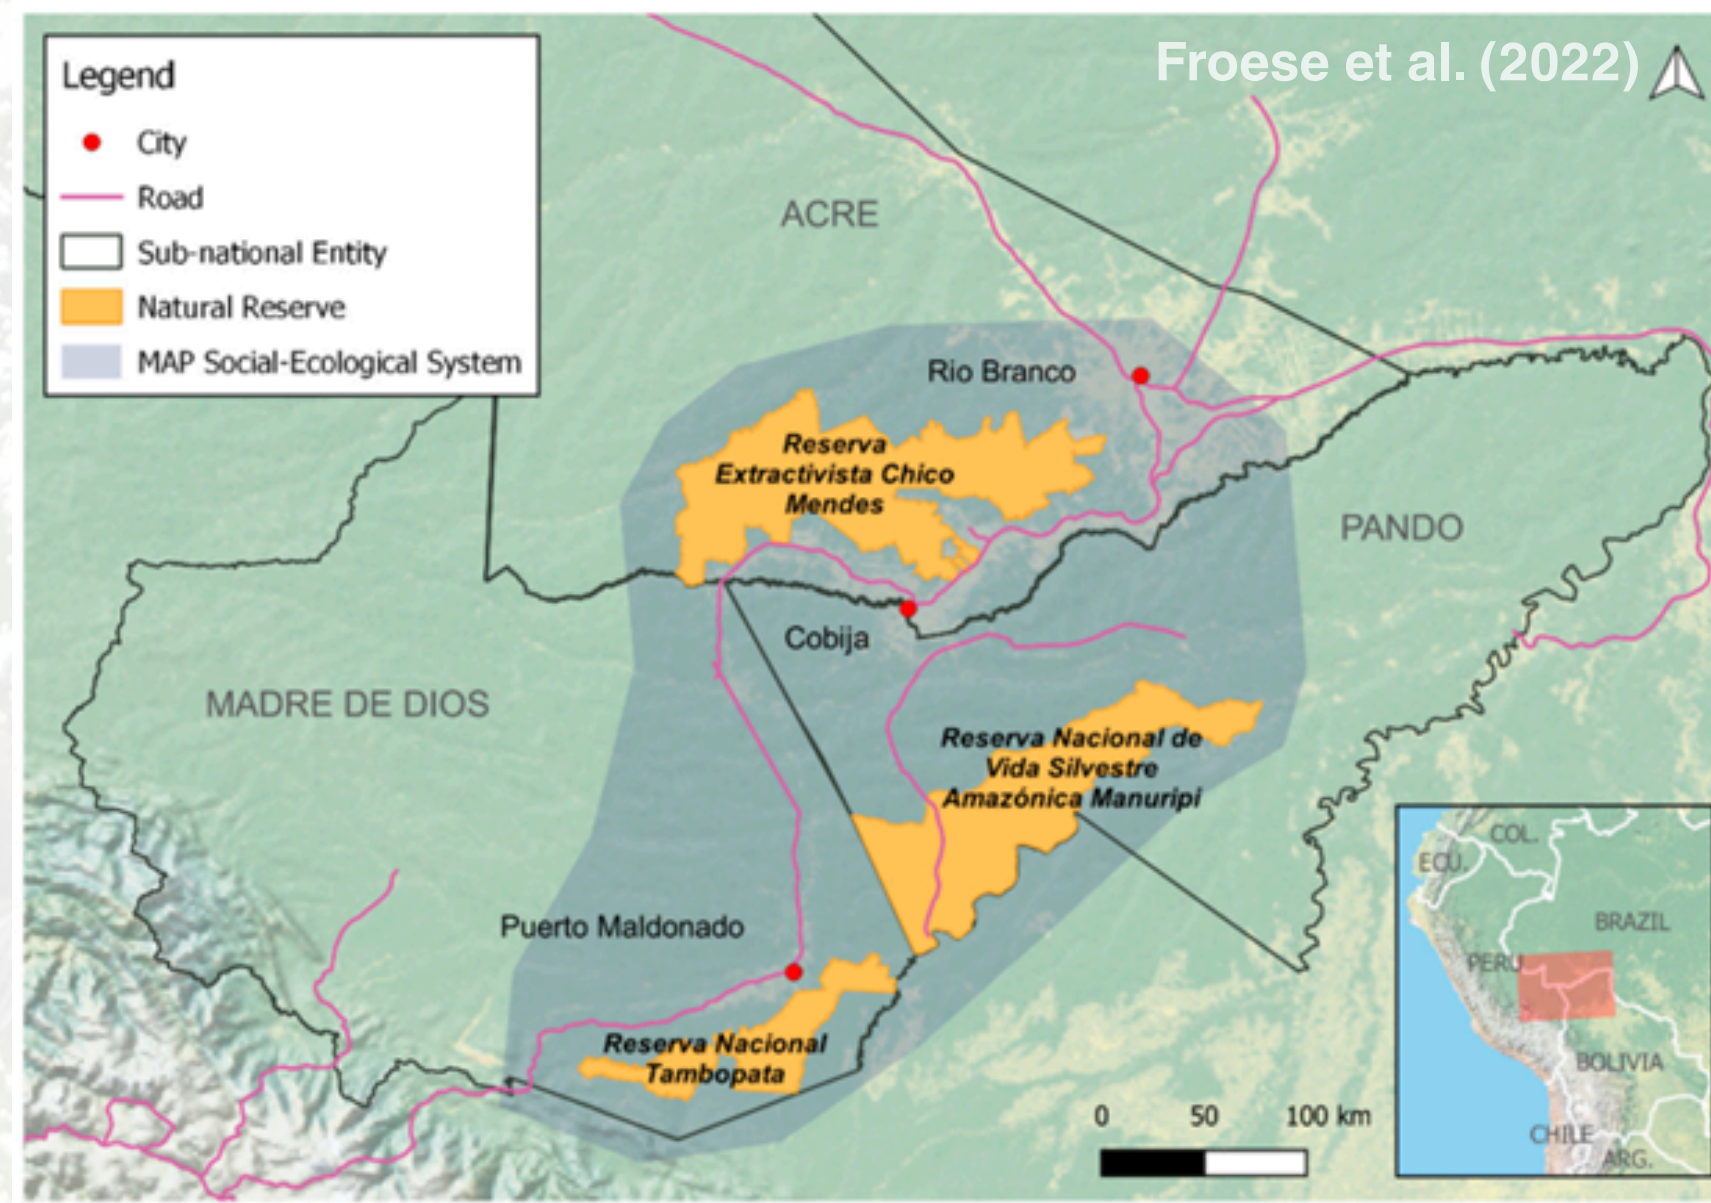 Froese et al. (2022)
Legend
City
Road
Sub-national Entity
Natural Reserve
MAP Social-Ecological System
ACRE
Rio Branco
Reserva
Extractivista Chico
Mendes
PANDO
Cobija
MADRE DE DIOS
Reserva Nacional de
Vida Silvestre
Amazónica Manuripi
Puerto Maldonado
Reserva Nacional
Tambopata
0 50 100 km
COL.
ECU.
BRAZIL
PERU
BOLIVIA
CHILE
ARG.